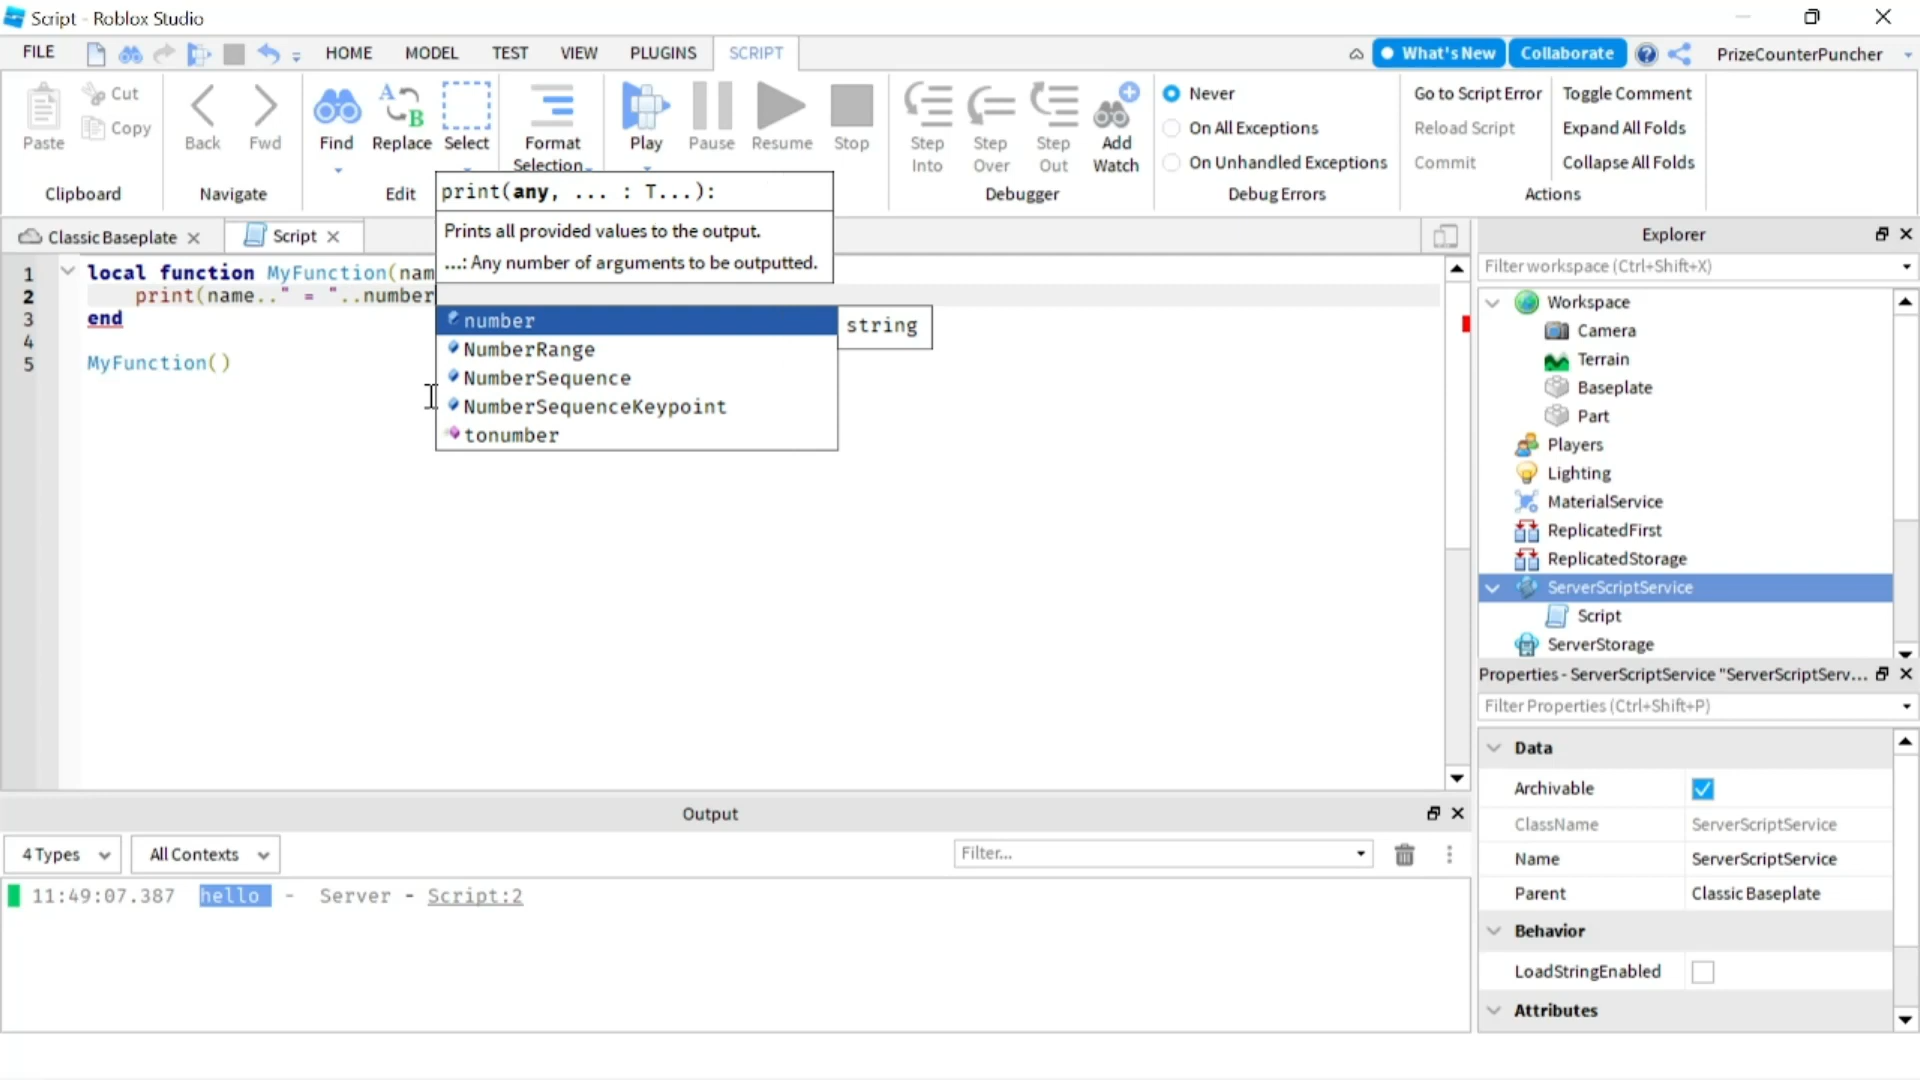 Script - Roblox Studio
FILE HOME MODEL TEST VIEW PLUGINS SCRIPT What's New Collaborate ? PrizeCounterPuncher
Paste Cut Copy Back Fwd Find Replace Select Format Selection Play Pause Resume Stop Step Into Step Over Step Out Add Watch
Never
On All Exceptions
On Unhandled Exceptions
Go to Script Error
Reload Script
Commit
Toggle Comment
Expand All Folds
Collapse All Folds
Clipboard Navigate Edit Debugger Debug Errors Actions
print(any, ... : T...):
Prints all provided values to the output.
...: Any number of arguments to be outputted.
Classic Baseplate Script
1 local function MyFunction(nam
2 print(name.." = "..number
3 end
4
5 MyFunction()
number string
NumberRange
NumberSequence
NumberSequenceKeypoint
tonumber
Explorer
Filter workspace (Ctrl+Shift+X)
Workspace
Camera
Terrain
Baseplate
Part
Players
Lighting
MaterialService
ReplicatedFirst
ReplicatedStorage
ServerScriptService
Script
ServerStorage
Properties - ServerScriptService "ServerScriptServ...
Filter Properties (Ctrl+Shift+P)
Data
Archivable
ClassName ServerScriptService
Name ServerScriptService
Parent Classic Baseplate
Behavior
LoadStringEnabled
Attributes
Output
4 Types All Contexts Filter...
11:49:07.387 hello - Server - Script:2